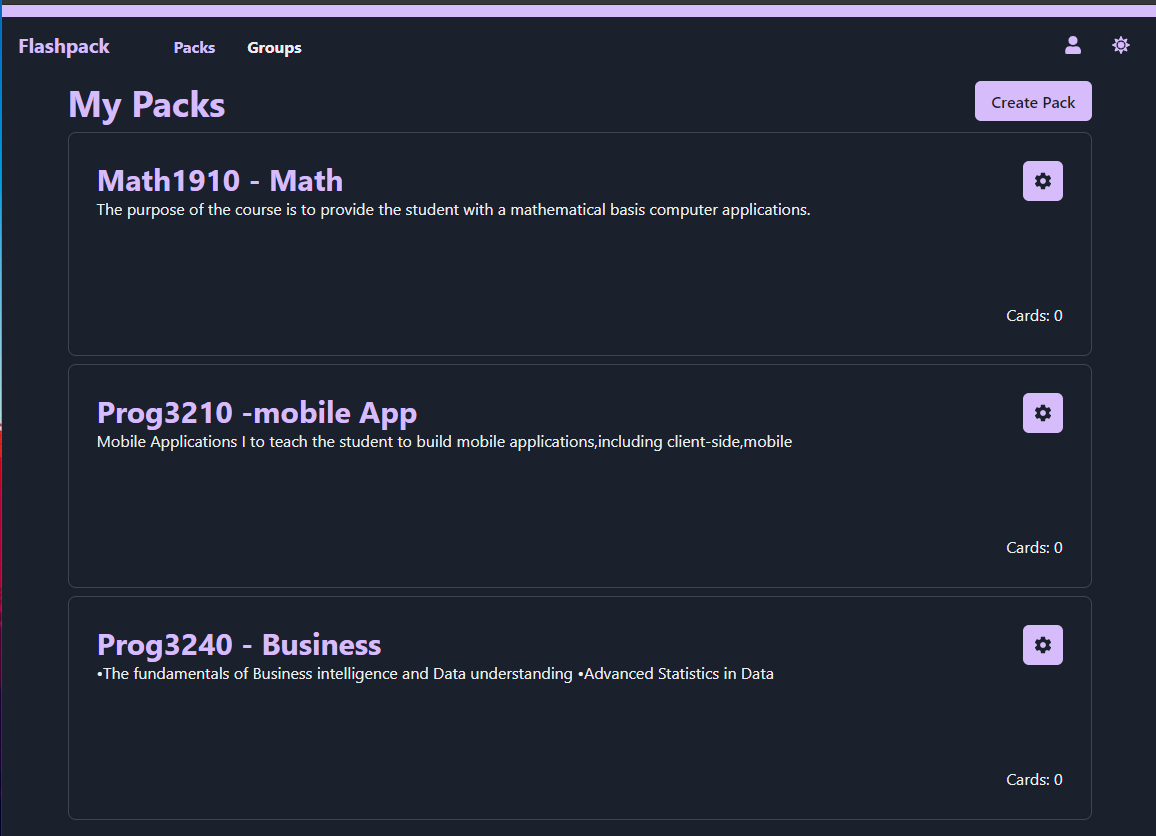 Flashpack Packs Groups
My Packs
Create Pack
Math1910 - Math
The purpose of the course is to provide the student with a mathematical basis computer applications.
Cards: 0
Prog3210 -mobile App
Mobile Applications I to teach the student to build mobile applications,including client-side,mobile
Cards: 0
Prog3240 - Business
•The fundamentals of Business intelligence and Data understanding •Advanced Statistics in Data
Cards: 0